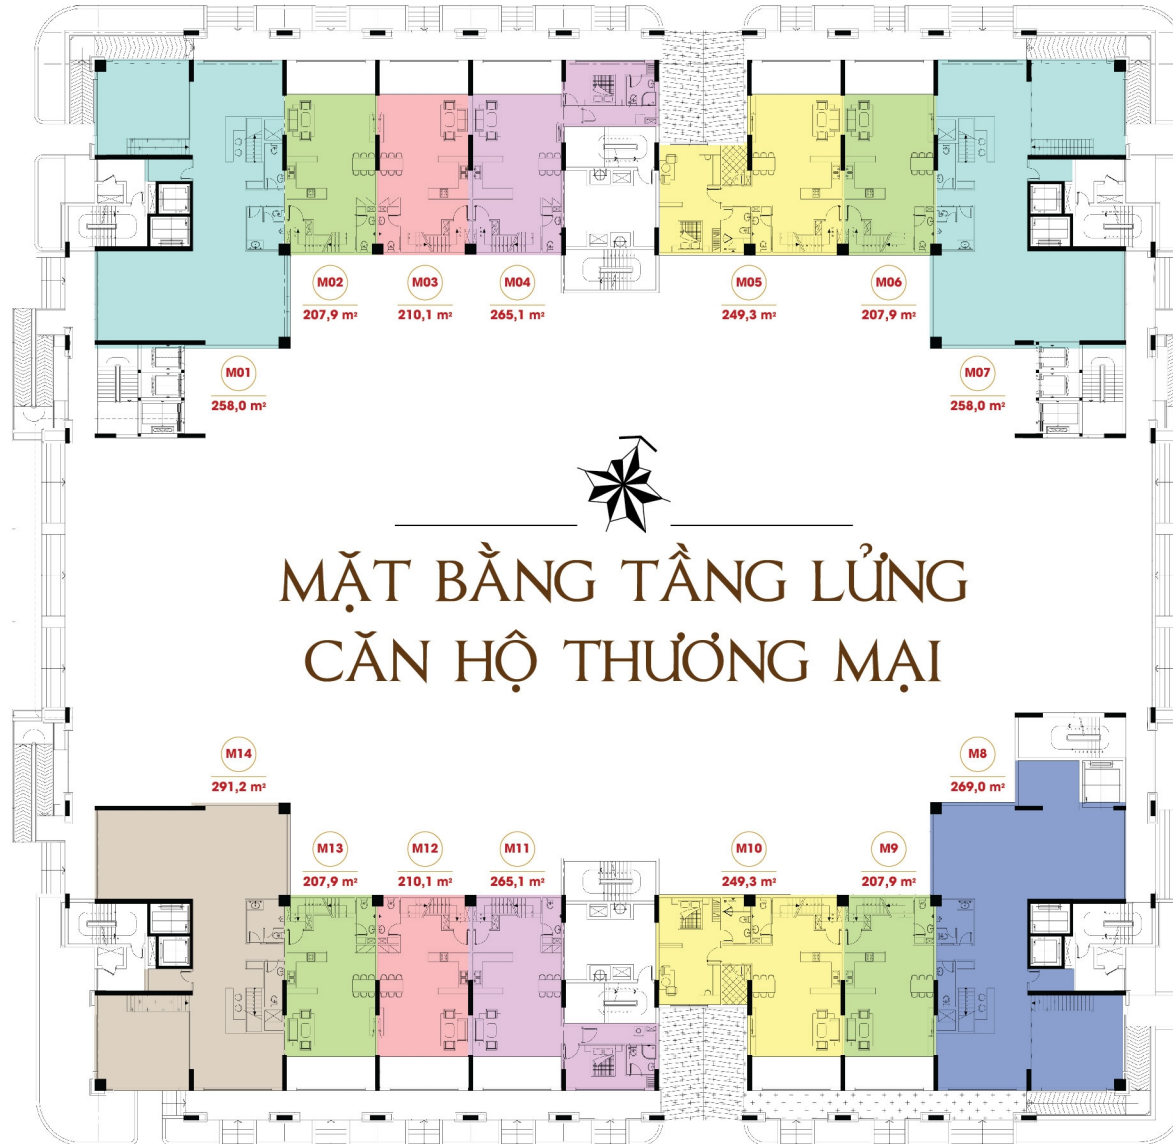 M02
207,9 m²
M03
210,1 m²
M04
265,1 m²
M05
249,3 m²
M06
207,9 m²
M01
258,0 m²
M07
258,0 m²
MẶT BẰNG TẦNG LỬNG
CĂN HỘ THƯƠNG MẠI
M14
291,2 m²
M8
269,0 m²
M13
207,9 m²
M12
210,1 m²
M11
265,1 m²
M10
249,3 m²
M9
207,9 m²